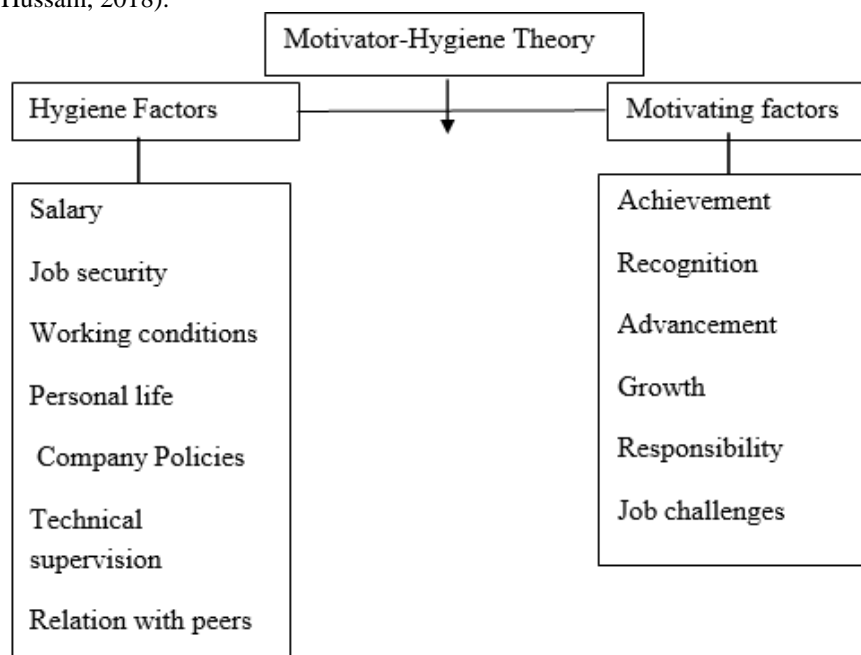 Hussain, 2018).
Motivator-Hygiene Theory
Hygiene Factors
Motivating factors
Salary
Job security
Working conditions
Personal life
Company Policies
Technical
supervision
Relation with peers
Achievement
Recognition
Advancement
Growth
Responsibility
Job challenges